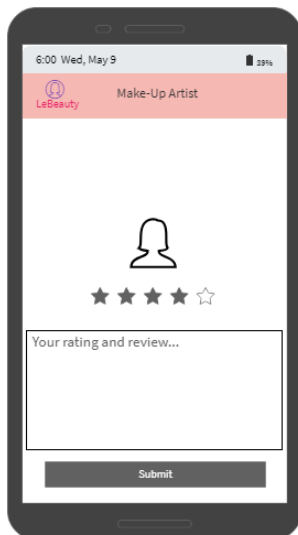 6:00 Wed, May 9
39%
LeBeauty
Make-Up Artist
Your rating and review...
Submit